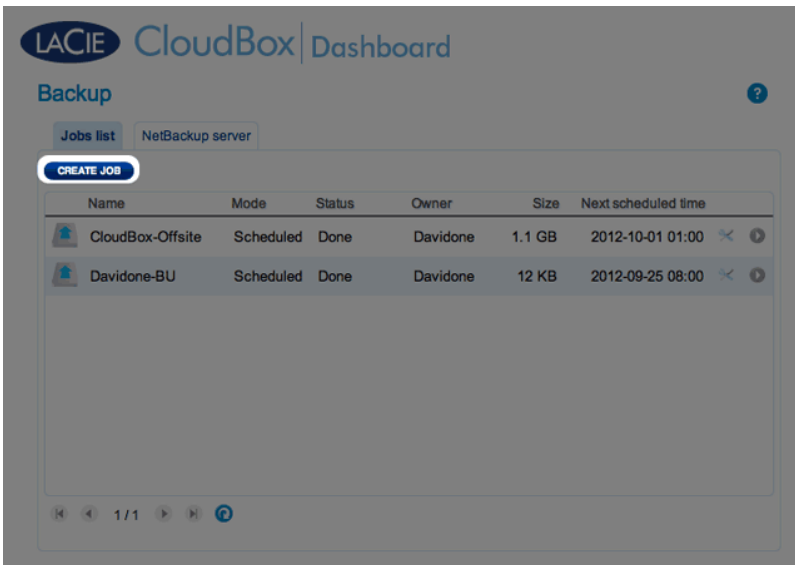 LACIE CloudBox Dashboard
Backup
?
Jobs list NetBackup server
CREATE JOB
Name Mode Status Owner Size Next scheduled time
CloudBox-Offsite Scheduled Done Davidone 1.1 GB 2012-10-01 01:00
Davidone-BU Scheduled Done Davidone 12 KB 2012-09-25 08:00
1/1